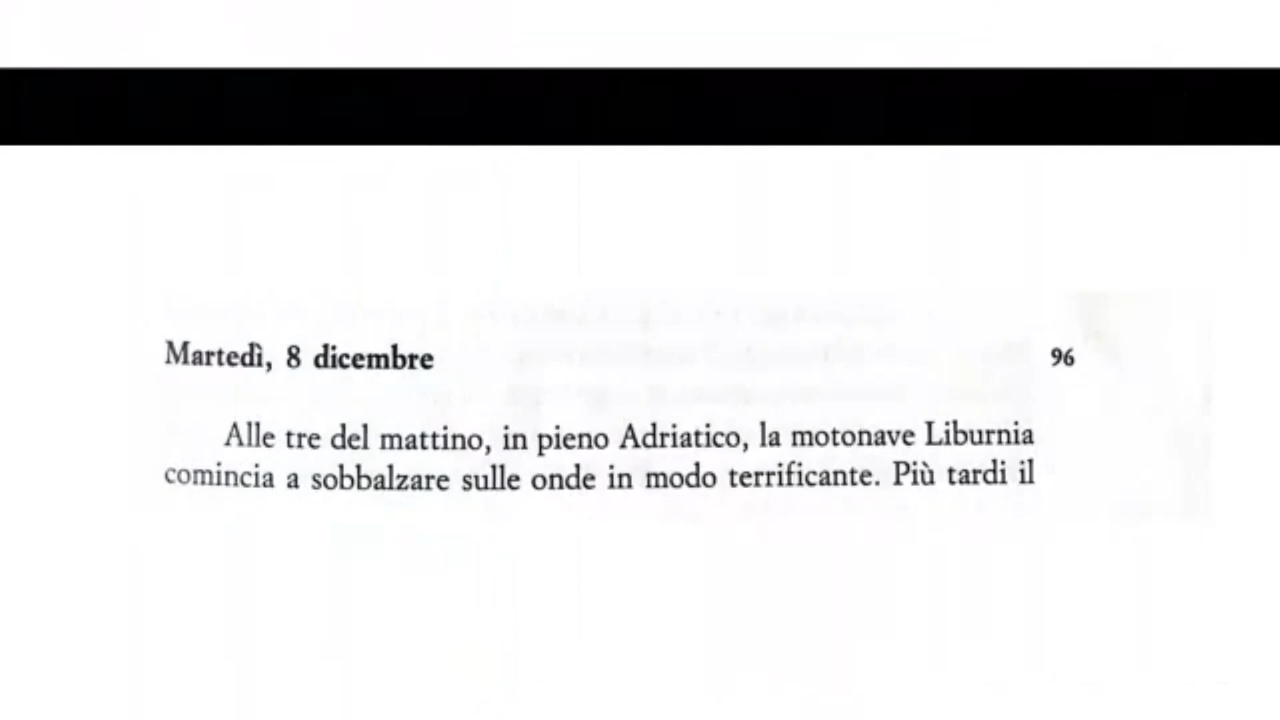 Martedì, 8 dicembre 96
Alle tre del mattino, in pieno Adriatico, la motonave Liburnia
comincia a sobbalzare sulle onde in modo terrificante. Più tardi il